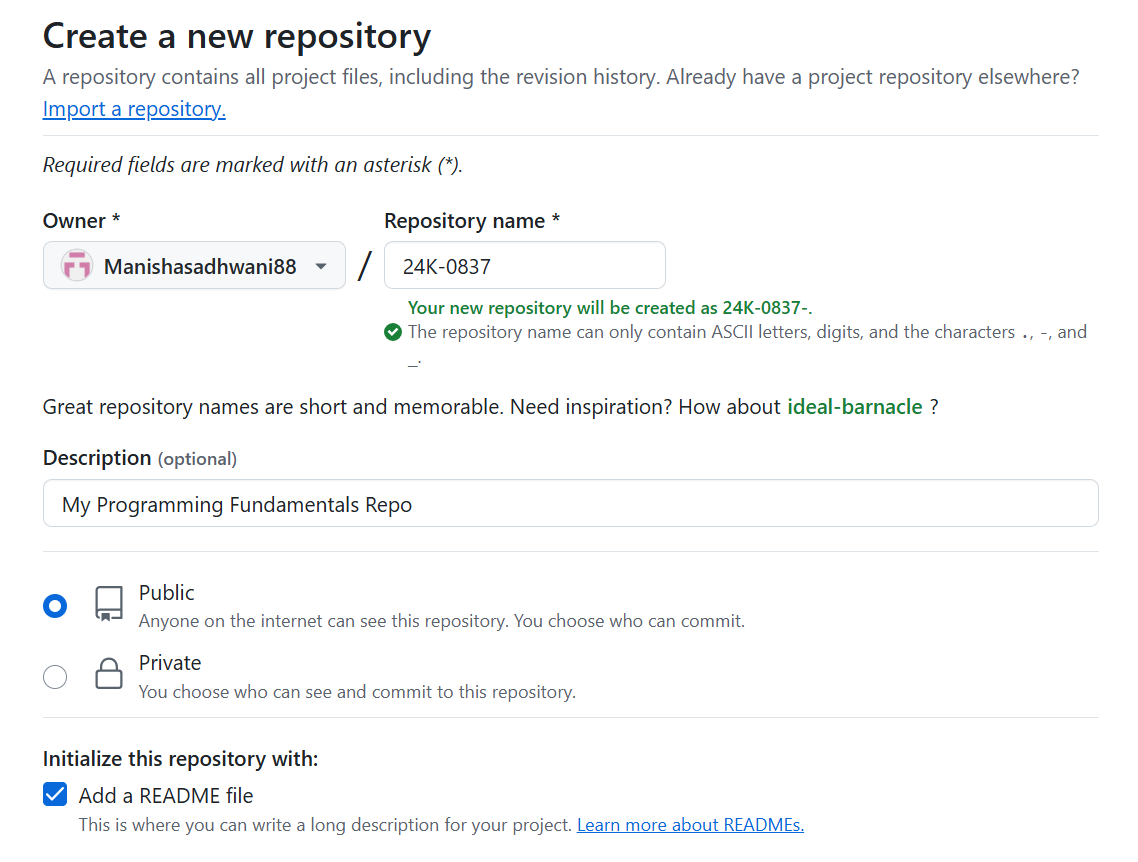 Create a new repository
A repository contains all project files, including the revision history. Already have a project repository elsewhere?
Import a repository.
Required fields are marked with an asterisk (*).
Owner * Repository name *
Manishasadhwani88 / 24K-0837
Your new repository will be created as 24K-0837-.
The repository name can only contain ASCII letters, digits, and the characters ., -, and
_.
Great repository names are short and memorable. Need inspiration? How about ideal-barnacle ?
Description (optional)
My Programming Fundamentals Repo
Public
Anyone on the internet can see this repository. You choose who can commit.
Private
You choose who can see and commit to this repository.
Initialize this repository with:
Add a README file
This is where you can write a long description for your project. Learn more about READMEs.